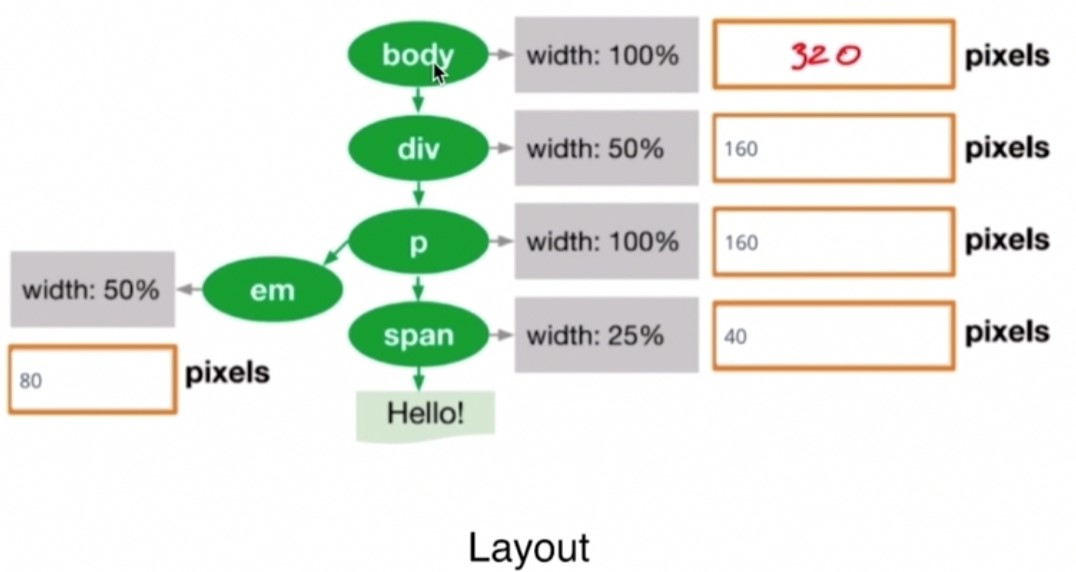 body width: 100% 320 pixels
div width: 50% 160 pixels
p width: 100% 160 pixels
width: 50% em
span width: 25% 40 pixels
80 pixels
Hello!
Layout